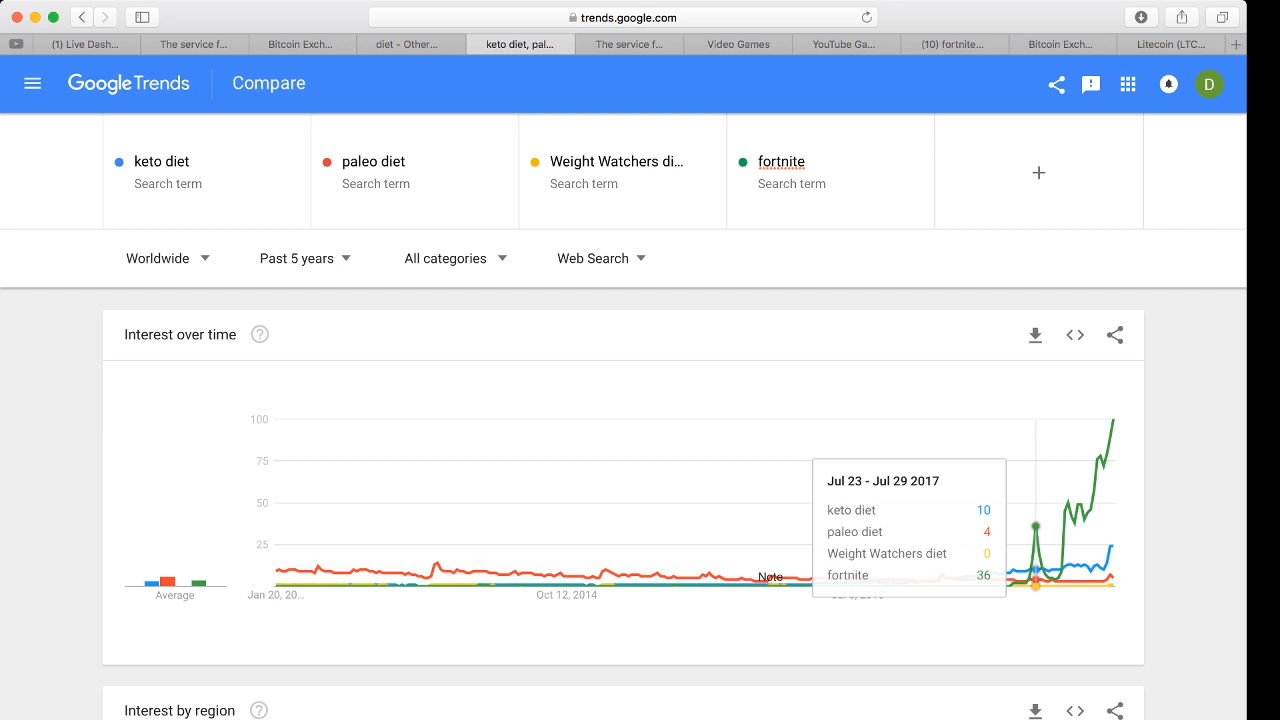 trends.google.com
(1) Live Dash...
The service f...
Bitcoin Exch...
diet - Other...
keto diet, pal...
The service f...
Video Games
YouTube Ga...
(10) fortnite...
Bitcoin Exch...
Litecoin (LTC...
Google Trends
Compare
D
keto diet
Search term
paleo diet
Search term
Weight Watchers di...
Search term
fortnite
Search term
Worldwide
Past 5 years
All categories
Web Search
Interest over time
100
75
50
25
Average
Jan 20, 20...
Oct 12, 2014
Note
Jul 23 - Jul 29 2017
keto diet 10
paleo diet 4
Weight Watchers diet 0
fortnite 36
Interest by region